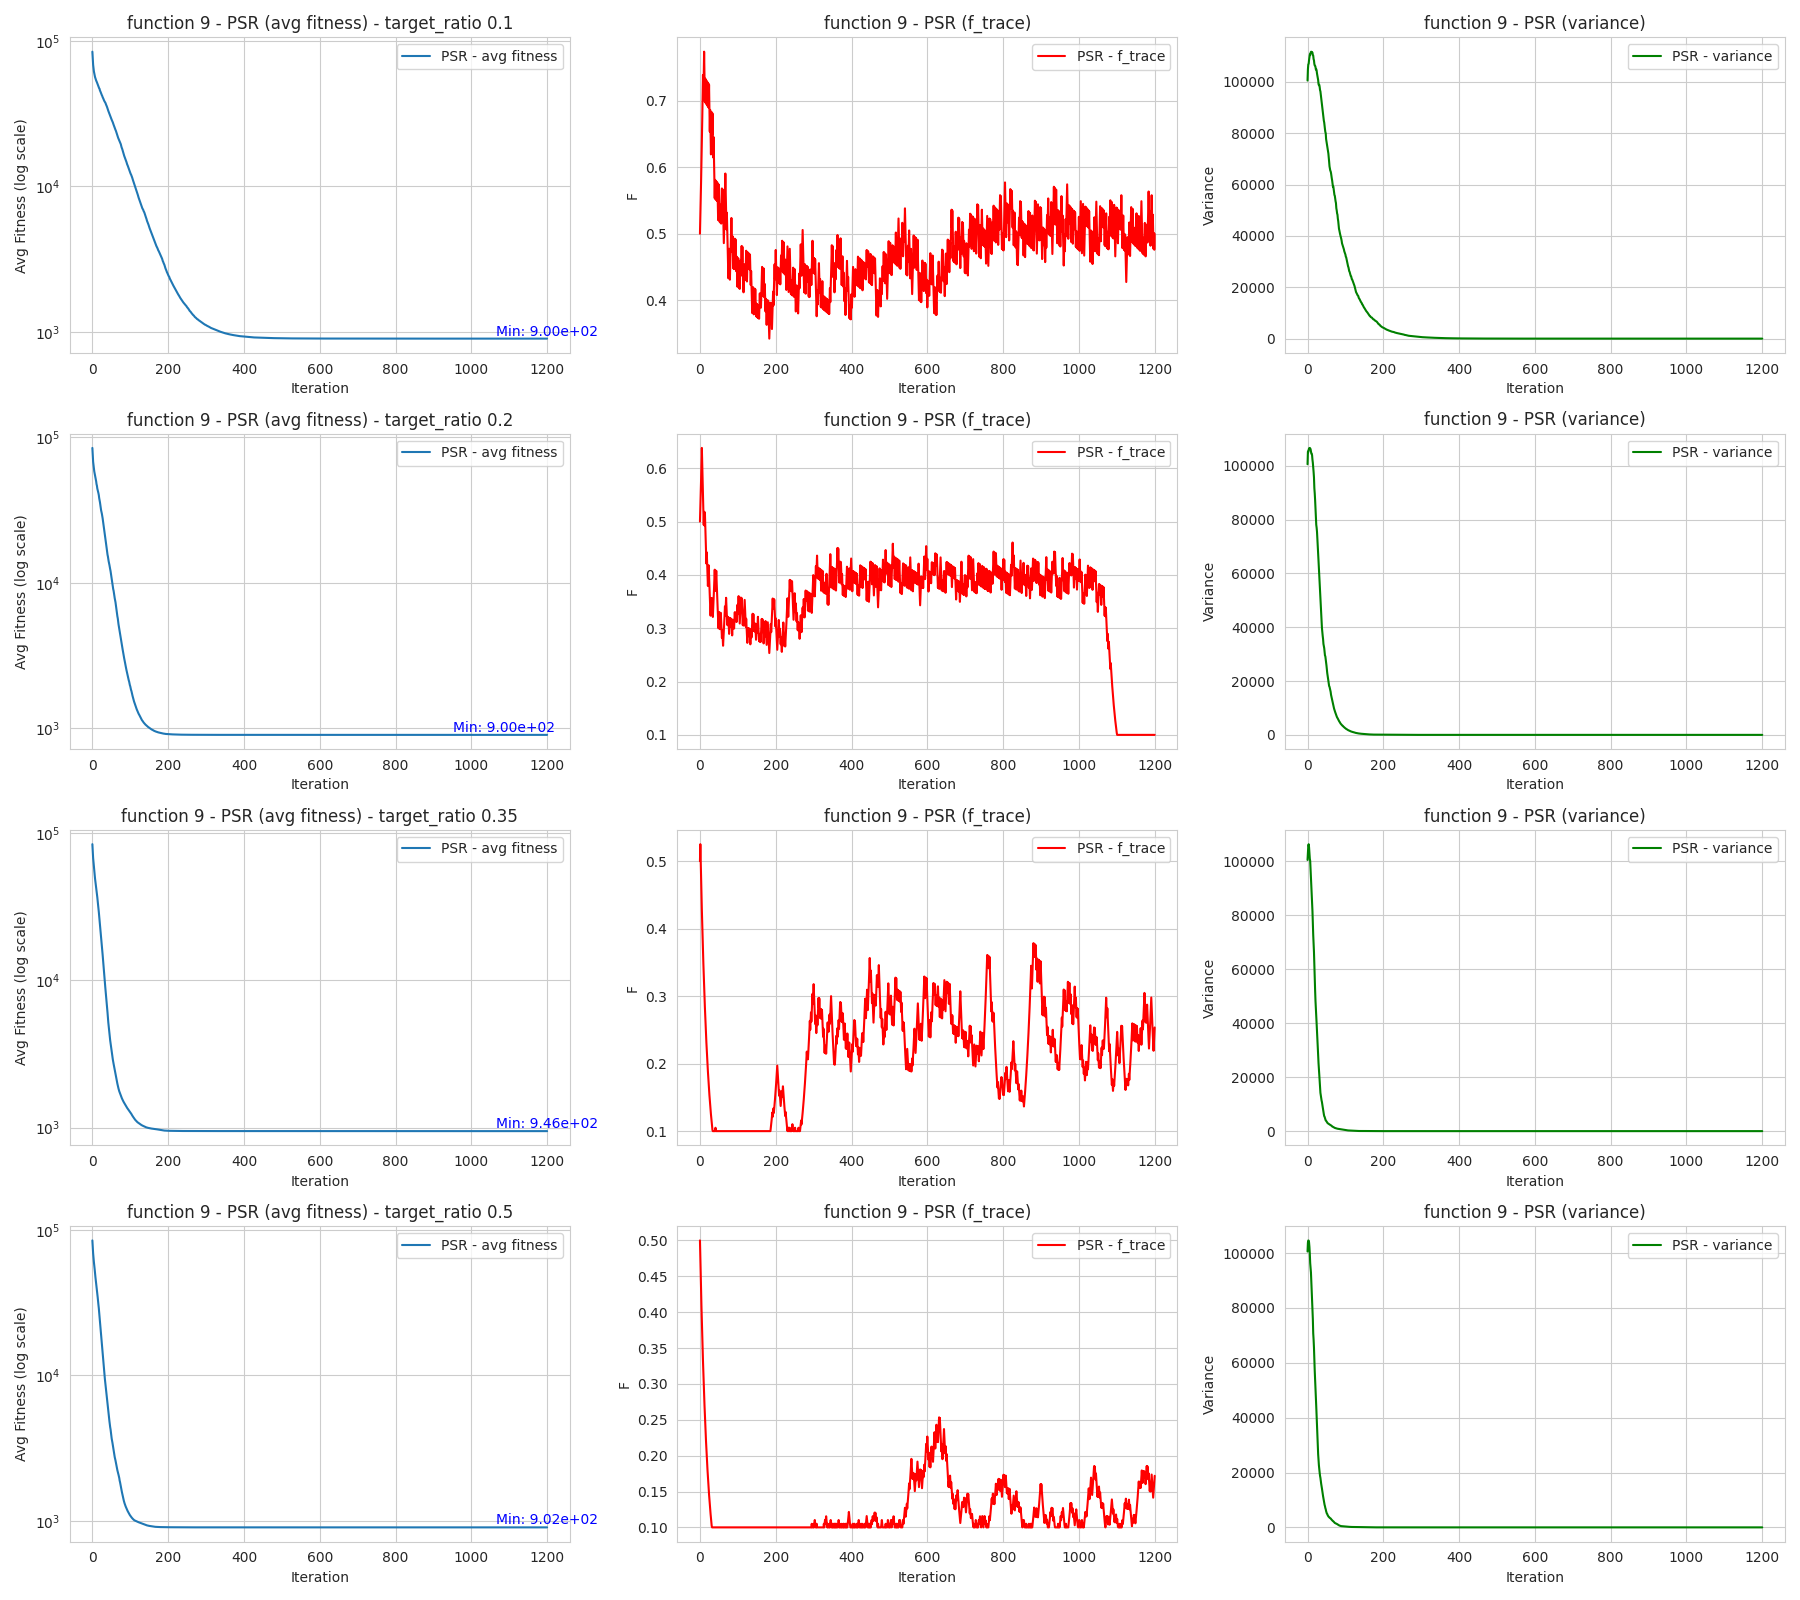 function 9 - PSR (avg fitness) - target_ratio 0.1
PSR - avg fitness
Avg Fitness (log scale)
10^5
10^4
10^3
Min: 9.00e+02
0 200 400 600 800 1000 1200
Iteration
function 9 - PSR (f_trace)
PSR - f_trace
F
0.7
0.6
0.5
0.4
0 200 400 600 800 1000 1200
Iteration
function 9 - PSR (variance)
PSR - variance
Variance
100000
80000
60000
40000
20000
0
0 200 400 600 800 1000 1200
Iteration
function 9 - PSR (avg fitness) - target_ratio 0.2
PSR - avg fitness
Avg Fitness (log scale)
10^5
10^4
10^3
Min: 9.00e+02
0 200 400 600 800 1000 1200
Iteration
function 9 - PSR (f_trace)
PSR - f_trace
F
0.6
0.5
0.4
0.3
0.2
0.1
0 200 400 600 800 1000 1200
Iteration
function 9 - PSR (variance)
PSR - variance
Variance
100000
80000
60000
40000
20000
0
0 200 400 600 800 1000 1200
Iteration
function 9 - PSR (avg fitness) - target_ratio 0.35
PSR - avg fitness
Avg Fitness (log scale)
10^5
10^4
10^3
Min: 9.46e+02
0 200 400 600 800 1000 1200
Iteration
function 9 - PSR (f_trace)
PSR - f_trace
F
0.5
0.4
0.3
0.2
0.1
0 200 400 600 800 1000 1200
Iteration
function 9 - PSR (variance)
PSR - variance
Variance
100000
80000
60000
40000
20000
0
0 200 400 600 800 1000 1200
Iteration
function 9 - PSR (avg fitness) - target_ratio 0.5
PSR - avg fitness
Avg Fitness (log scale)
10^5
10^4
10^3
Min: 9.02e+02
0 200 400 600 800 1000 1200
Iteration
function 9 - PSR (f_trace)
PSR - f_trace
F
0.50
0.45
0.40
0.35
0.30
0.25
0.20
0.15
0.10
0 200 400 600 800 1000 1200
Iteration
function 9 - PSR (variance)
PSR - variance
Variance
100000
80000
60000
40000
20000
0
0 200 400 600 800 1000 1200
Iteration